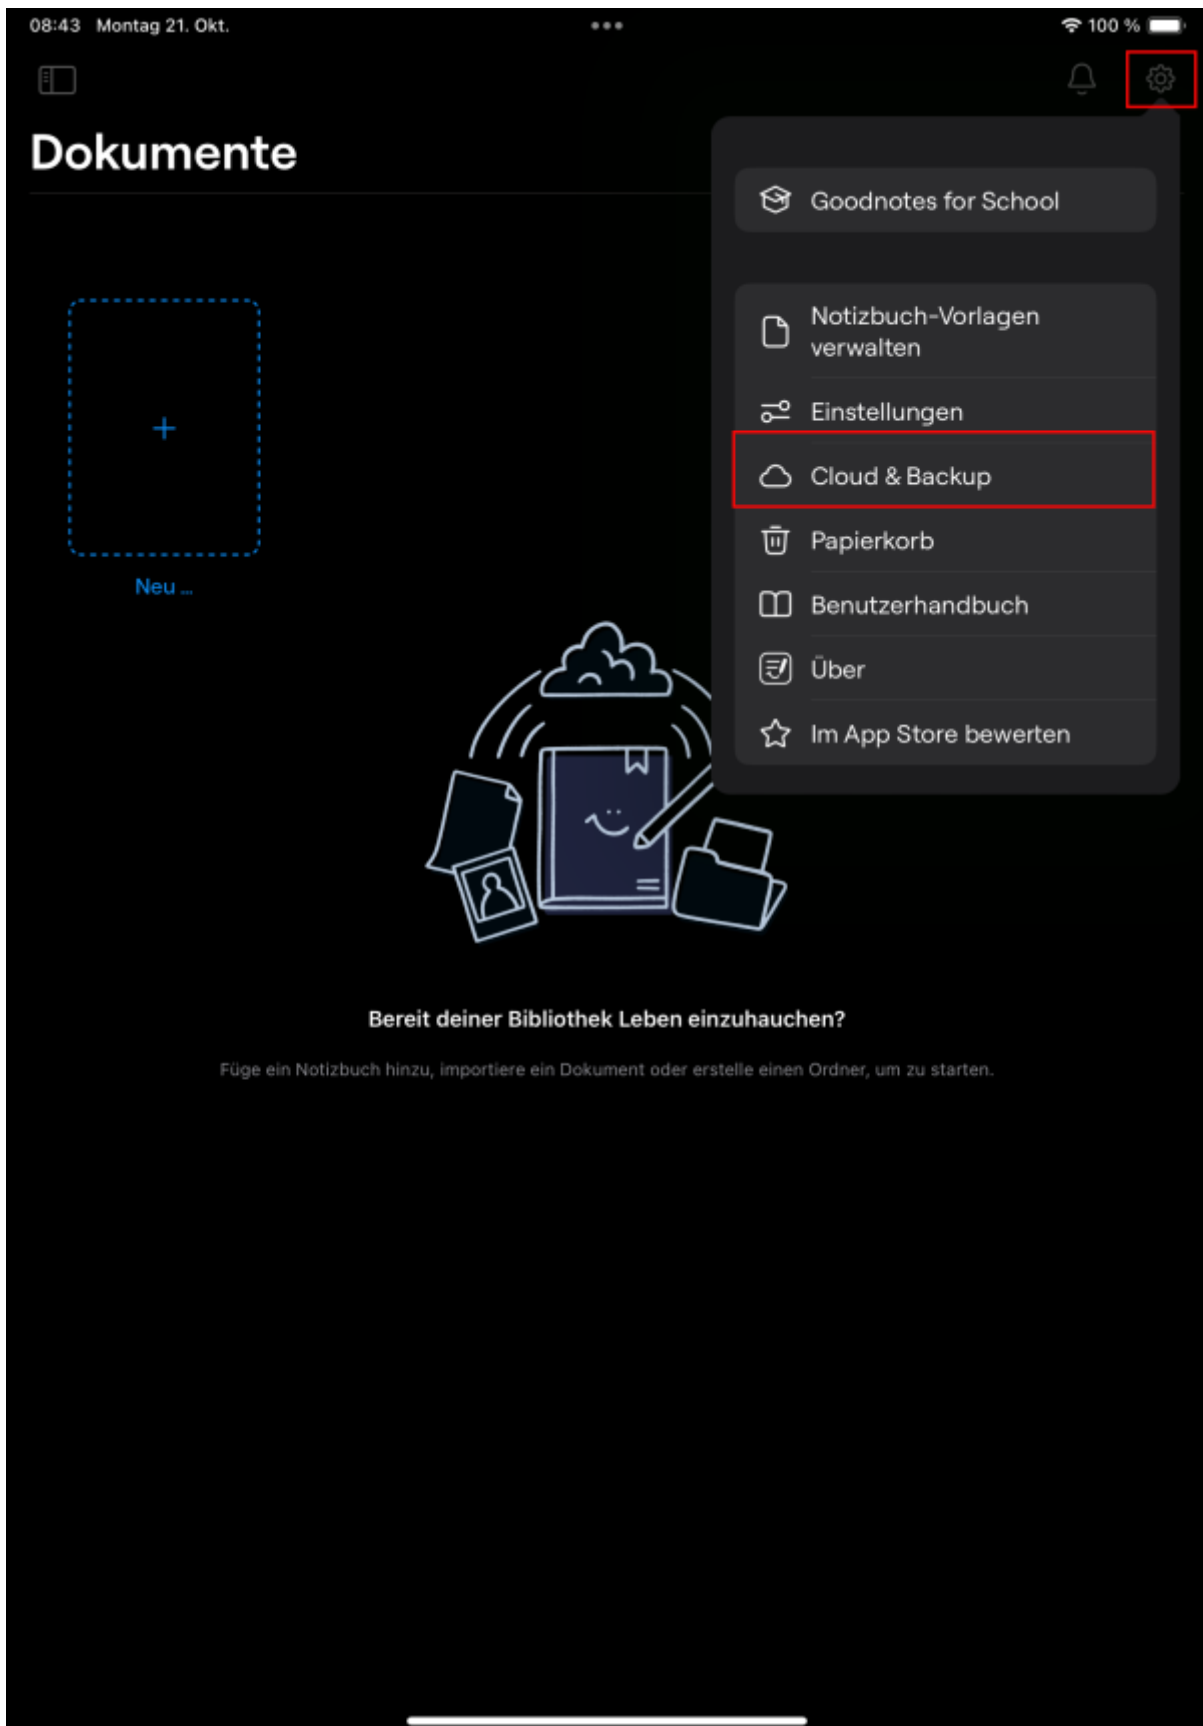 08:43 Montag 21. Okt.
100 %
Dokumente
Goodnotes for School
Notizbuch-Vorlagen
verwalten
Einstellungen
Cloud & Backup
Papierkorb
Benutzerhandbuch
Über
Im App Store bewerten
Neu ...
Bereit deiner Bibliothek Leben einzuhauchen?
Füge ein Notizbuch hinzu, importiere ein Dokument oder erstelle einen Ordner, um zu starten.